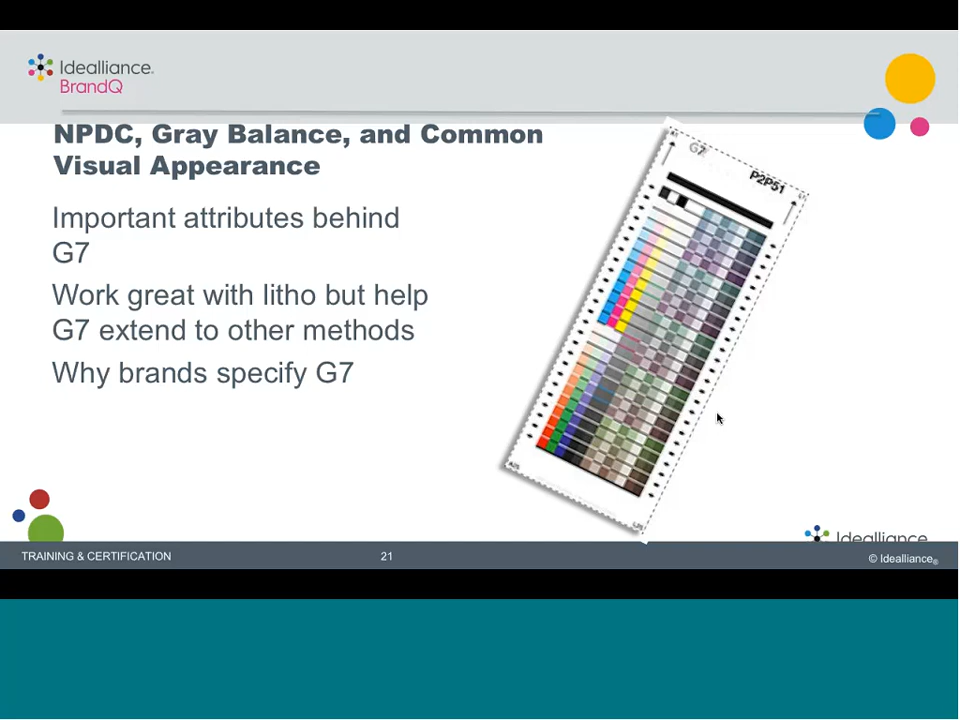 Idealliance®
BrandQ
NPDC, Gray Balance, and Common
Visual Appearance
Important attributes behind
G7
Work great with litho but help
G7 extend to other methods
Why brands specify G7
G7
P2P51
Idealliance
TRAINING & CERTIFICATION
21
© Idealliance®